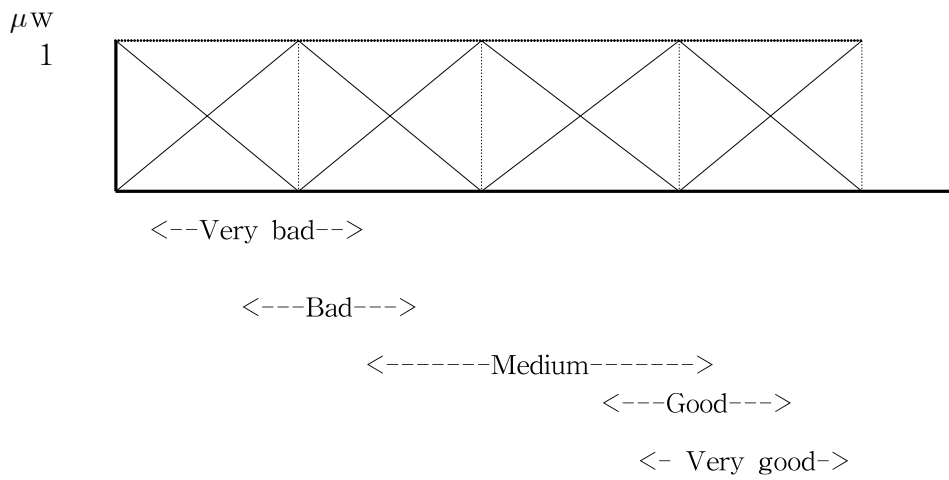 μw
1
<--Very bad-->
<---Bad--->
<-------Medium------->
<---Good--->
<- Very good->